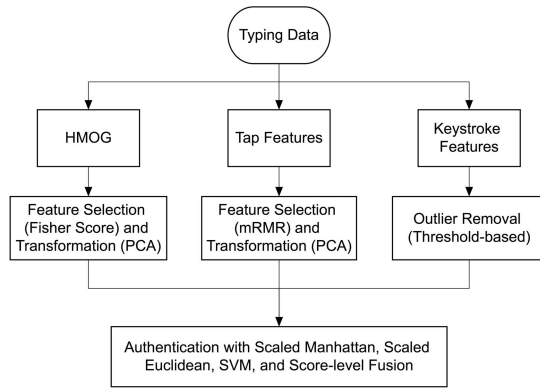 Typing Data
HMOG
Tap Features
Keystroke
Features
Feature Selection
(Fisher Score) and
Transformation (PCA)
Feature Selection
(mRMR) and
Transformation (PCA)
Outlier Removal
(Threshold-based)
Authentication with Scaled Manhattan, Scaled
Euclidean, SVM, and Score-level Fusion